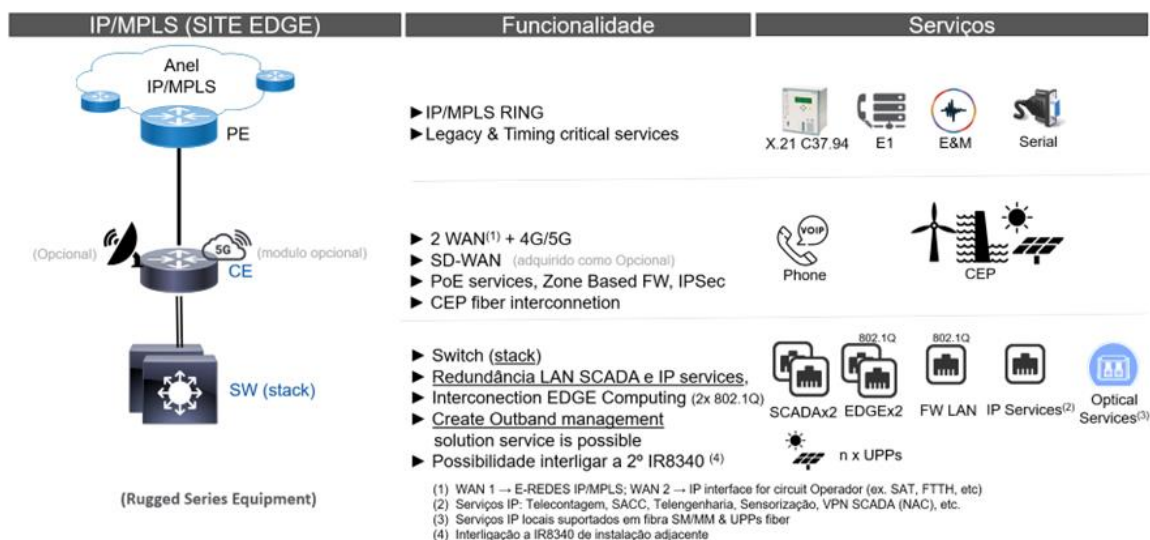 IP/MPLS (SITE EDGE)
Funcionalidade
Serviços
Anel
IP/MPLS
PE
►IP/MPLS RING
►Legacy & Timing critical services
X.21 C37.94
E1
E&M
Serial
(Opcional)
5G
(modulo opcional)
CE
► 2 WAN(1) + 4G/5G
► SD-WAN (adquirido como Opcional)
► PoE services, Zone Based FW, IPSec
► CEP fiber interconnetion
VOIP
Phone
CEP
SW (stack)
► Switch (stack)
► Redundância LAN SCADA e IP services,
► Interconection EDGE Computing (2x 802.1Q)
► Create Outband management
solution service is possible
► Possibilidade interligar a 2º IR8340 (4)
802.1Q
802.1Q
SCADAx2
EDGEx2
FW LAN
IP Services(2)
Optical
Services(3)
n x UPPs
(Rugged Series Equipment)
(1) WAN 1 → E-REDES IP/MPLS; WAN 2 → IP interface for circuit Operador (ex. SAT, FTTH, etc)
(2) Serviços IP: Telecontagem, SACC, Telengenharia, Sensorização, VPN SCADA (NAC), etc.
(3) Serviços IP locais suportados em fibra SM/MM & UPPs fiber
(4) Interligação a IR8340 de instalação adjacente